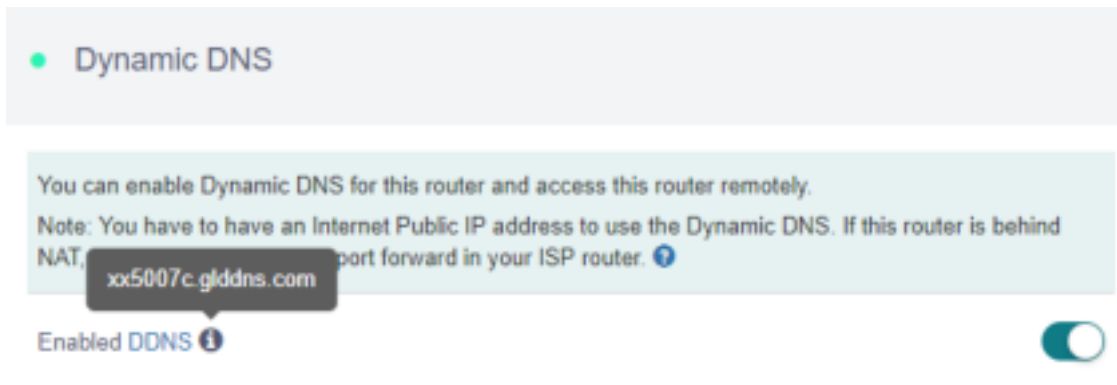 Dynamic DNS
You can enable Dynamic DNS for this router and access this router remotely.
Note: You have to have an Internet Public IP address to use the Dynamic DNS. If this router is behind
NAT, port forward in your ISP router.
xx5007c.glddns.com
Enabled DDNS